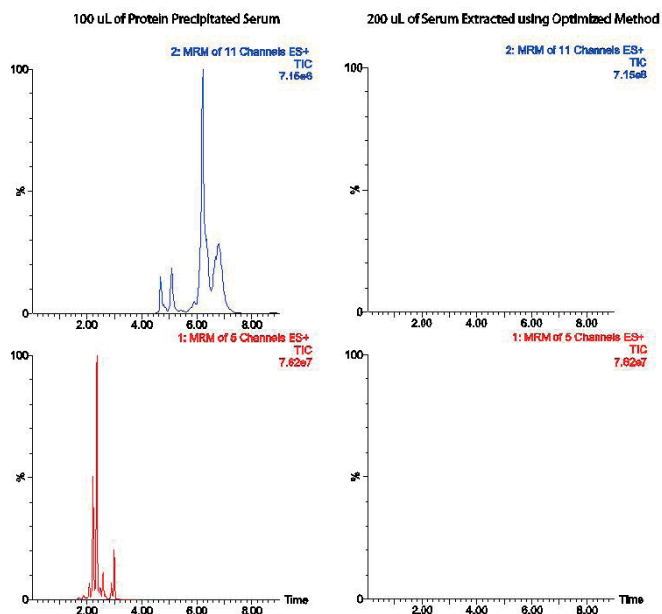 100 uL of Protein Precipitated Serum
200 uL of Serum Extracted using Optimized Method
2: MRM of 11 Channels ES+
TIC
7.15e6
100
%
0
2.00 4.00 6.00 8.00
2: MRM of 11 Channels ES+
TIC
7.15e6
100
%
0
2.00 4.00 6.00 8.00
1: MRM of 5 Channels ES+
TIC
7.62e7
100
%
0
2.00 4.00 6.00 8.00
Time
1: MRM of 5 Channels ES+
TIC
7.62e7
100
%
0
2.00 4.00 6.00 8.00
Time